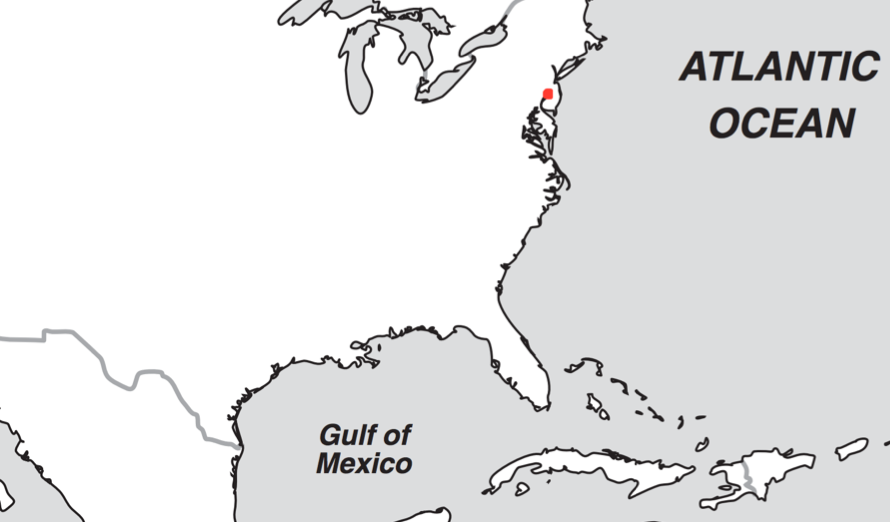 ATLANTIC
OCEAN
Gulf of
Mexico